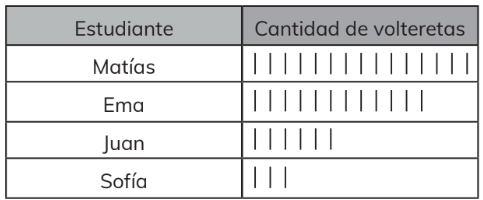 Estudiante Cantidad de volteretas
Matías | | | | | | | | | | | | | | |
Ema | | | | | | | | | | | |
Juan | | | | | |
Sofía | | |